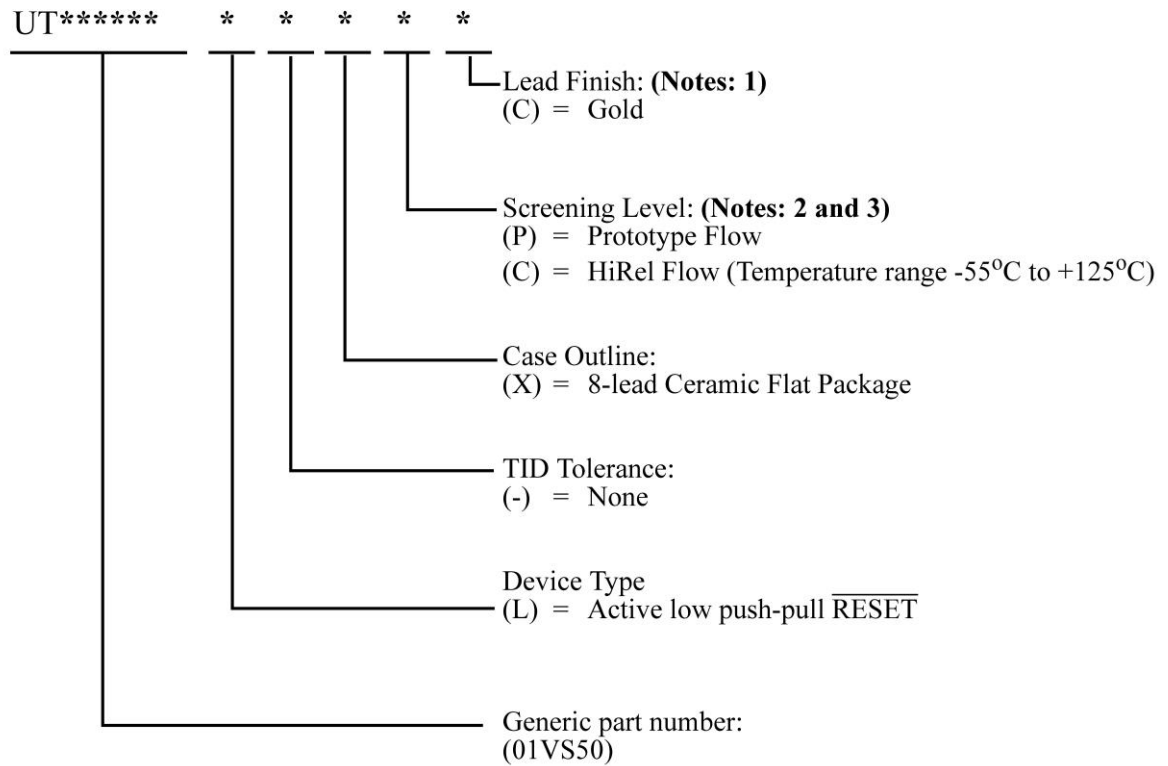 UT****** * * * * *
Lead Finish: (Notes: 1)
(C) = Gold
Screening Level: (Notes: 2 and 3)
(P) = Prototype Flow
(C) = HiRel Flow (Temperature range -55°C to +125°C)
Case Outline:
(X) = 8-lead Ceramic Flat Package
TID Tolerance:
(-) = None
Device Type
(L) = Active low push-pull R̅E̅S̅E̅T̅
Generic part number:
(01VS50)